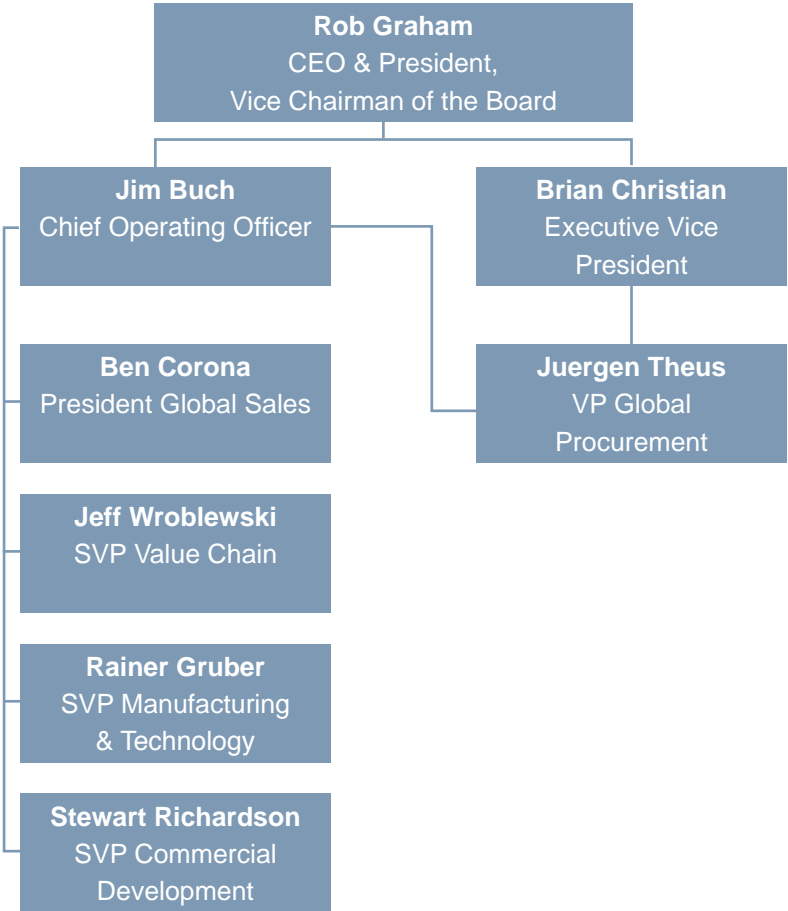 Rob Graham
CEO & President,
Vice Chairman of the Board
Jim Buch
Chief Operating Officer
Brian Christian
Executive Vice
President
Ben Corona
President Global Sales
Juergen Theus
VP Global
Procurement
Jeff Wroblewski
SVP Value Chain
Rainer Gruber
SVP Manufacturing
& Technology
Stewart Richardson
SVP Commercial
Development